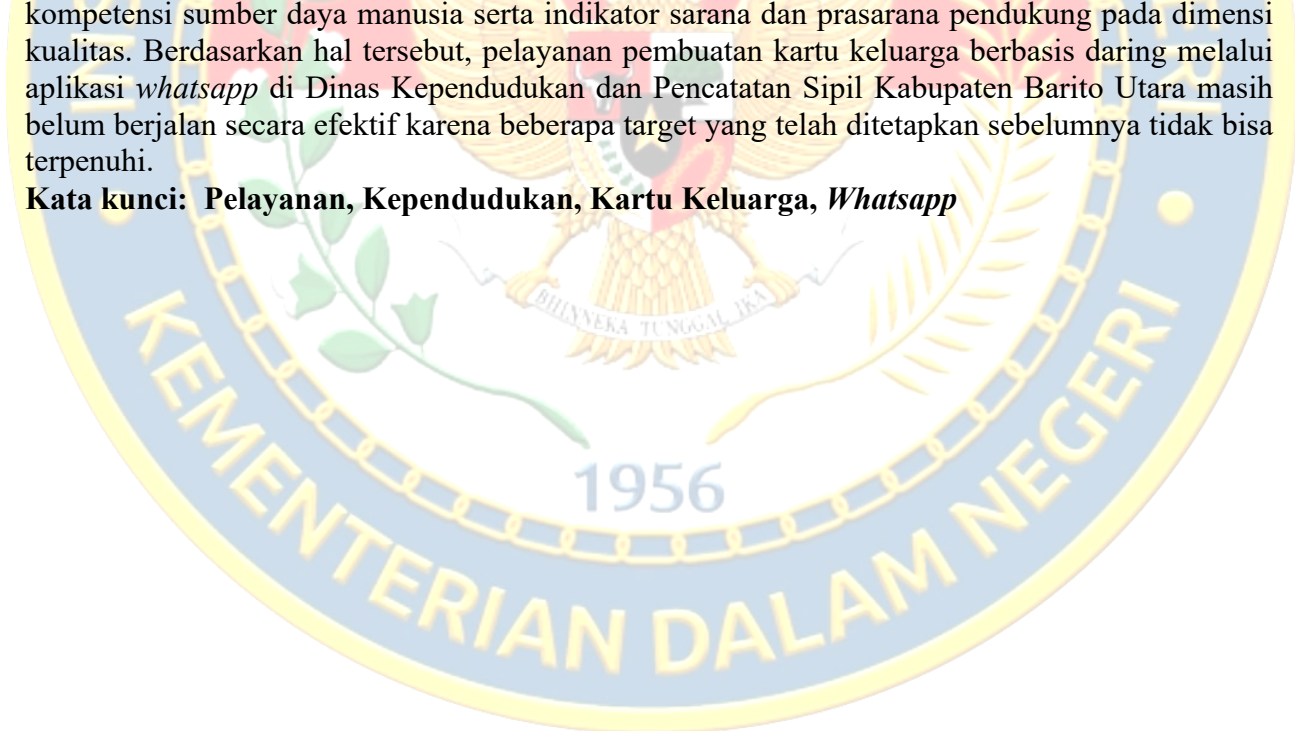 kompetensi sumber daya manusia serta indikator sarana dan prasarana pendukung pada dimensi
kualitas. Berdasarkan hal tersebut, pelayanan pembuatan kartu keluarga berbasis daring melalui
aplikasi whatsapp di Dinas Kependudukan dan Pencatatan Sipil Kabupaten Barito Utara masih
belum berjalan secara efektif karena beberapa target yang telah ditetapkan sebelumnya tidak bisa
terpenuhi.
Kata kunci: Pelayanan, Kependudukan, Kartu Keluarga, Whatsapp
BHINNEKA TUNGGAL IKA
1956
KEMENTERIAN DALAM NEGERI